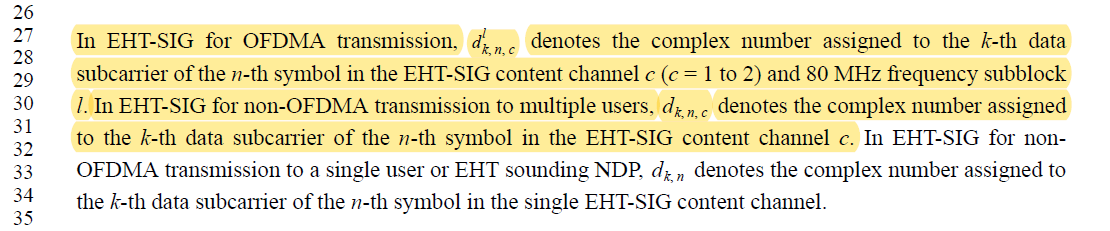 26
27 In EHT-SIG for OFDMA transmission, d^l_{k, n, c} denotes the complex number assigned to the k-th data
28
29 subcarrier of the n-th symbol in the EHT-SIG content channel c (c = 1 to 2) and 80 MHz frequency subblock
30 l. In EHT-SIG for non-OFDMA transmission to multiple users, d_{k, n, c} denotes the complex number assigned
31
32 to the k-th data subcarrier of the n-th symbol in the EHT-SIG content channel c. In EHT-SIG for non-
33 OFDMA transmission to a single user or EHT sounding NDP, d_{k, n} denotes the complex number assigned to
34 the k-th data subcarrier of the n-th symbol in the single EHT-SIG content channel.
35